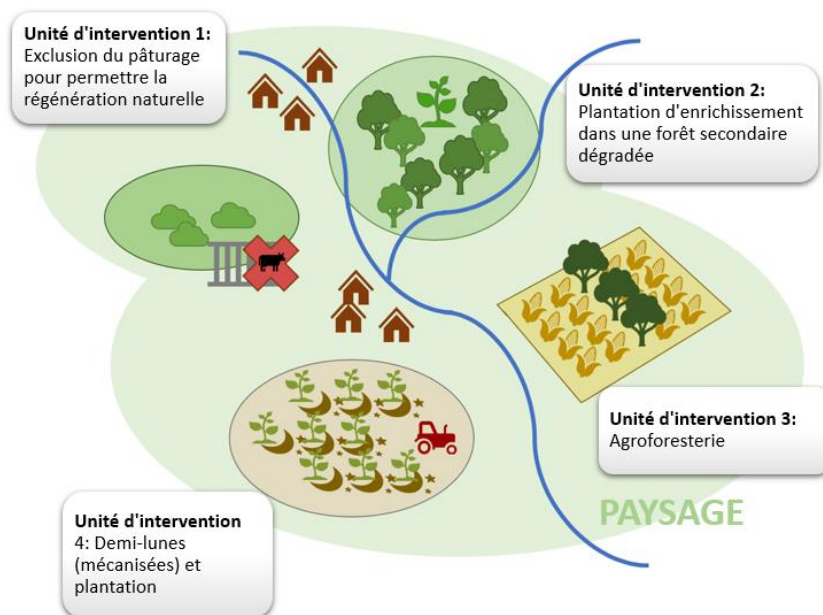 Unité d'intervention 1:
Exclusion du pâturage
pour permettre la
régénération naturelle
Unité d'intervention 2:
Plantation d'enrichissement
dans une forêt secondaire
dégradée
Unité d'intervention 3:
Agroforesterie
PAYSAGE
Unité d'intervention
4: Demi-lunes
(mécanisées) et
plantation